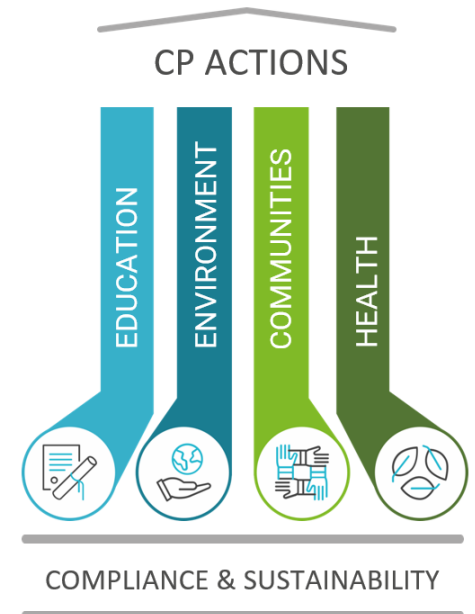 CP ACTIONS
EDUCATION
ENVIRONMENT
COMMUNITIES
HEALTH
COMPLIANCE & SUSTAINABILITY